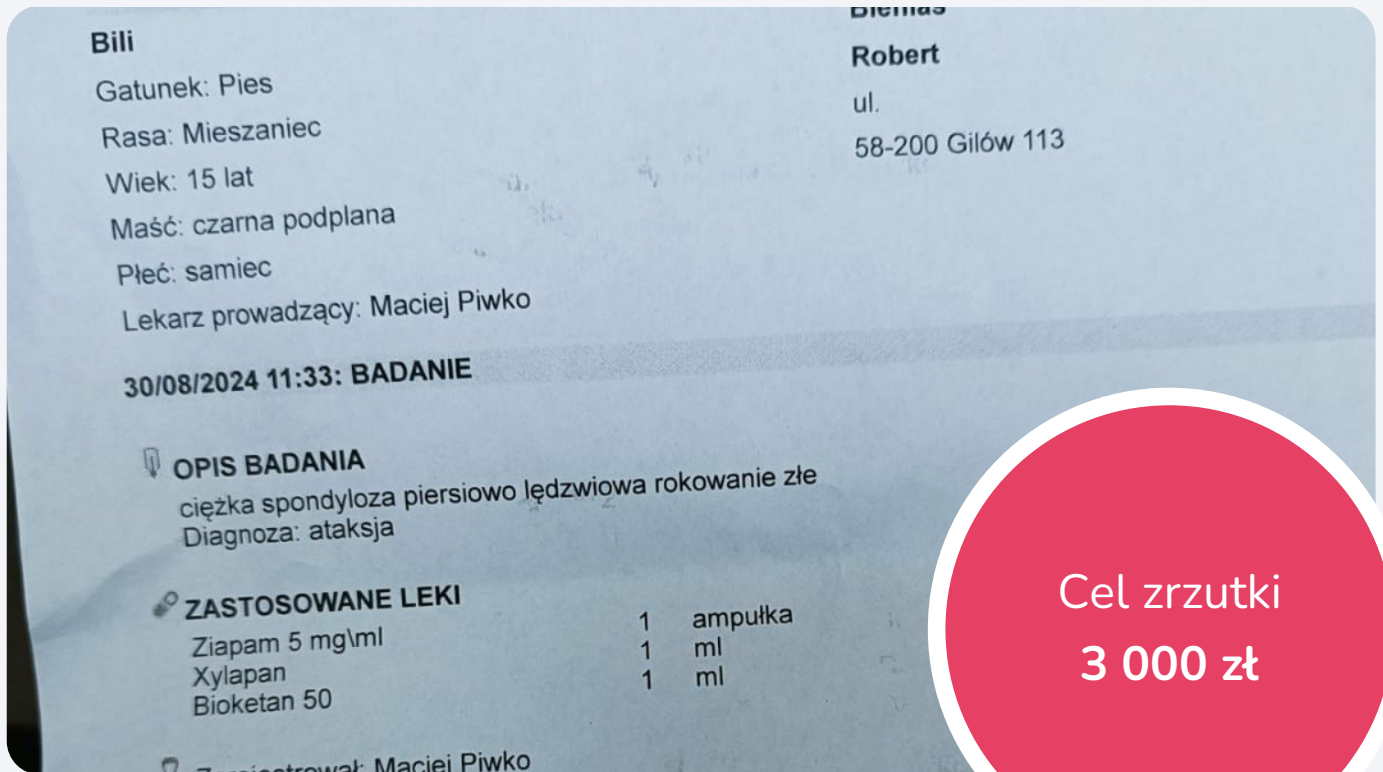 Bili
Gatunek: Pies
Rasa: Mieszaniec
Wiek: 15 lat
Maść: czarna podplana
Płeć: samiec
Lekarz prowadzący: Maciej Piwko
Robert
ul.
58-200 Gilów 113
30/08/2024 11:33: BADANIE
OPIS BADANIA
ciężka spondyloza piersiowo lędzwiowa rokowanie złe
Diagnoza: ataksja
ZASTOSOWANE LEKI
Ziapam 5 mg\ml 1 ampułka
Xylapan 1 ml
Bioketan 50 1 ml
Maciej Piwko
Cel zrzutki
3 000 zł